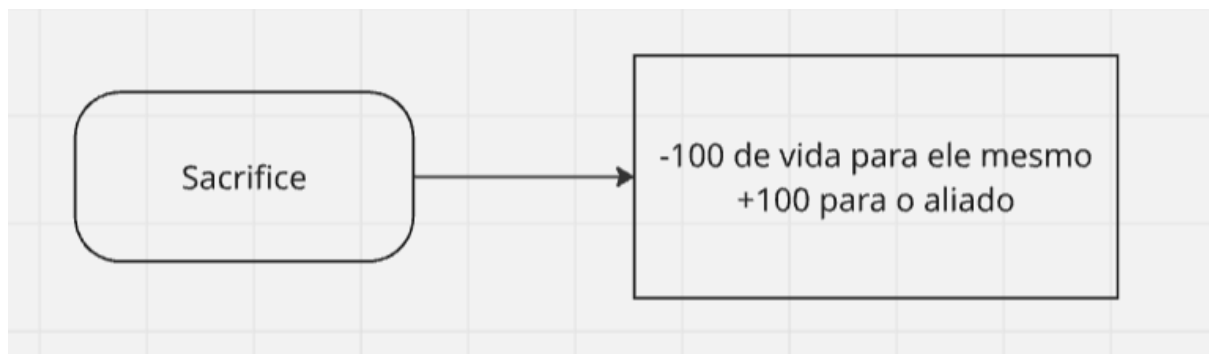 Sacrifice
-100 de vida para ele mesmo
+100 para o aliado